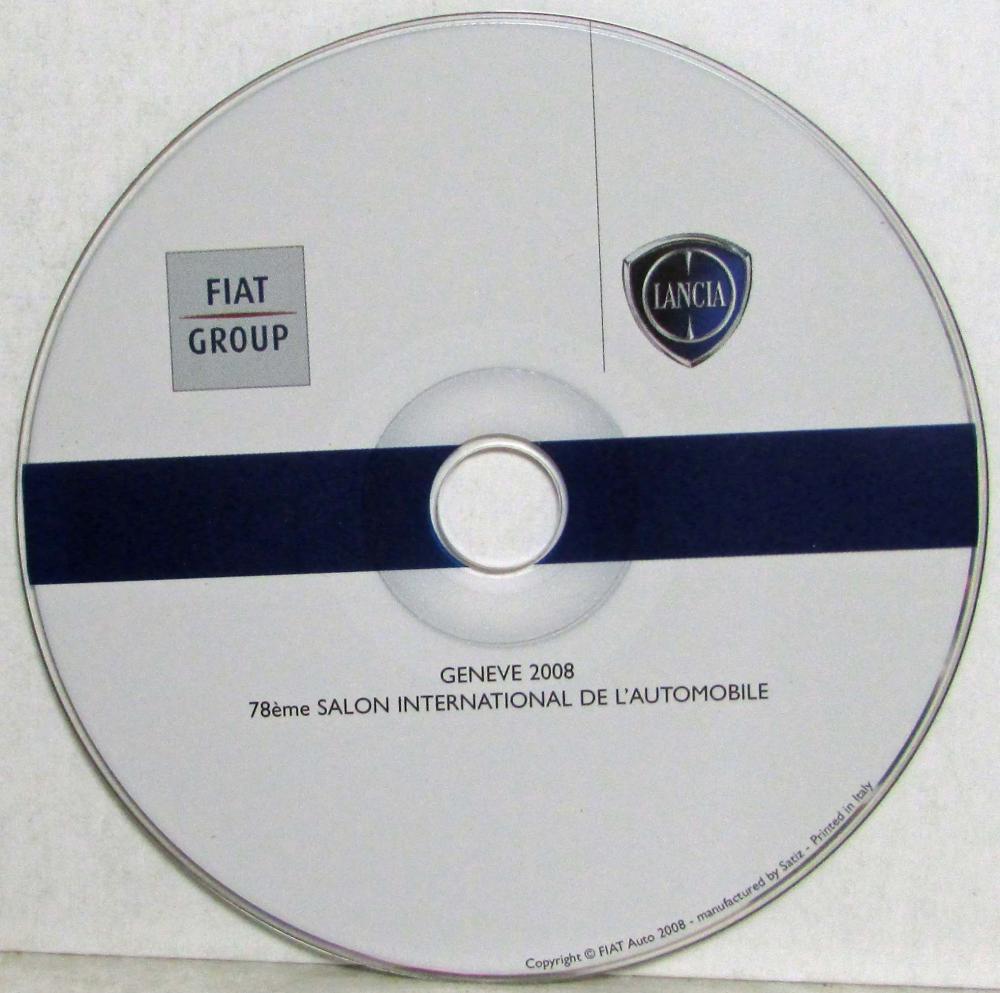 FIAT
GROUP
LANCIA
GENEVE 2008
78ème SALON INTERNATIONAL DE L'AUTOMOBILE
Copyright © FIAT Auto 2008 - manufactured by Satiz - Printed in Italy